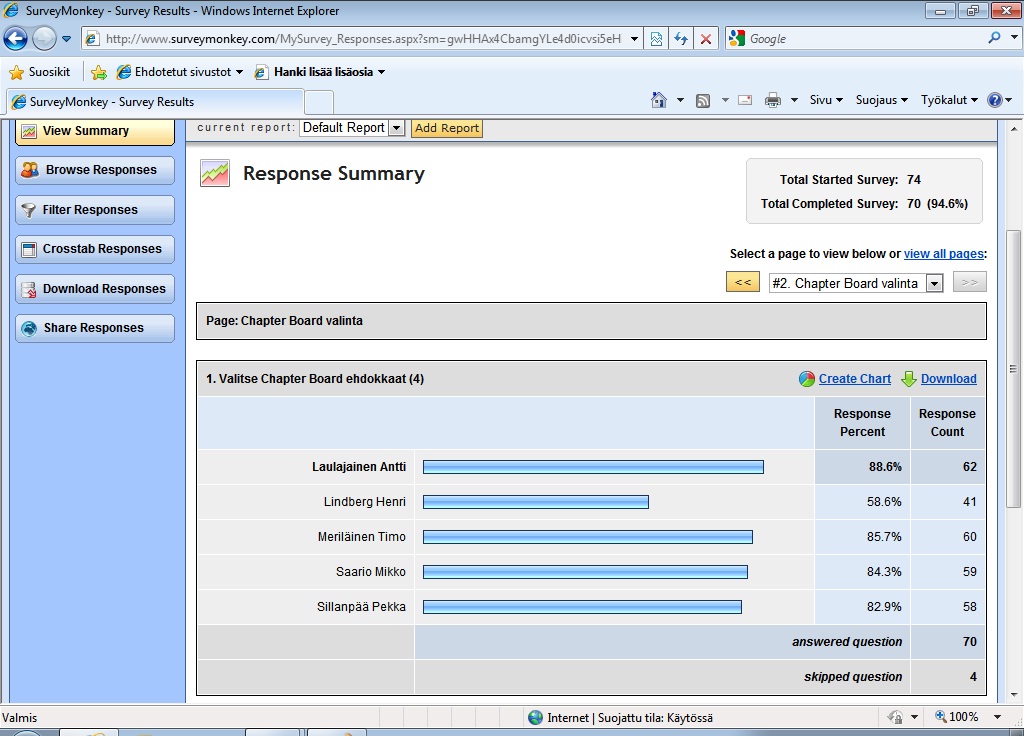 SurveyMonkey - Survey Results - Windows Internet Explorer
http://www.surveymonkey.com/MySurvey_Responses.aspx?sm=gwHHAx4CbamgYLe4d0icvsi5eH
Google
Suosikit
Ehdotetut sivustot
Hanki lisää lisäosia
SurveyMonkey - Survey Results
Sivu
Suojaus
Työkalut
View Summary
current report: Default Report Add Report
Browse Responses
Filter Responses
Crosstab Responses
Download Responses
Share Responses
Response Summary
Total Started Survey: 74
Total Completed Survey: 70 (94.6%)
Select a page to view below or view all pages:
<< #2. Chapter Board valinta >>
Page: Chapter Board valinta
1. Valitse Chapter Board ehdokkaat (4) Create Chart Download
Response Percent
Response Count
Laulajainen Antti 88.6% 62
Lindberg Henri 58.6% 41
Meriläinen Timo 85.7% 60
Saario Mikko 84.3% 59
Sillanpää Pekka 82.9% 58
answered question 70
skipped question 4
Valmis
Internet | Suojattu tila: Käytössä
100%